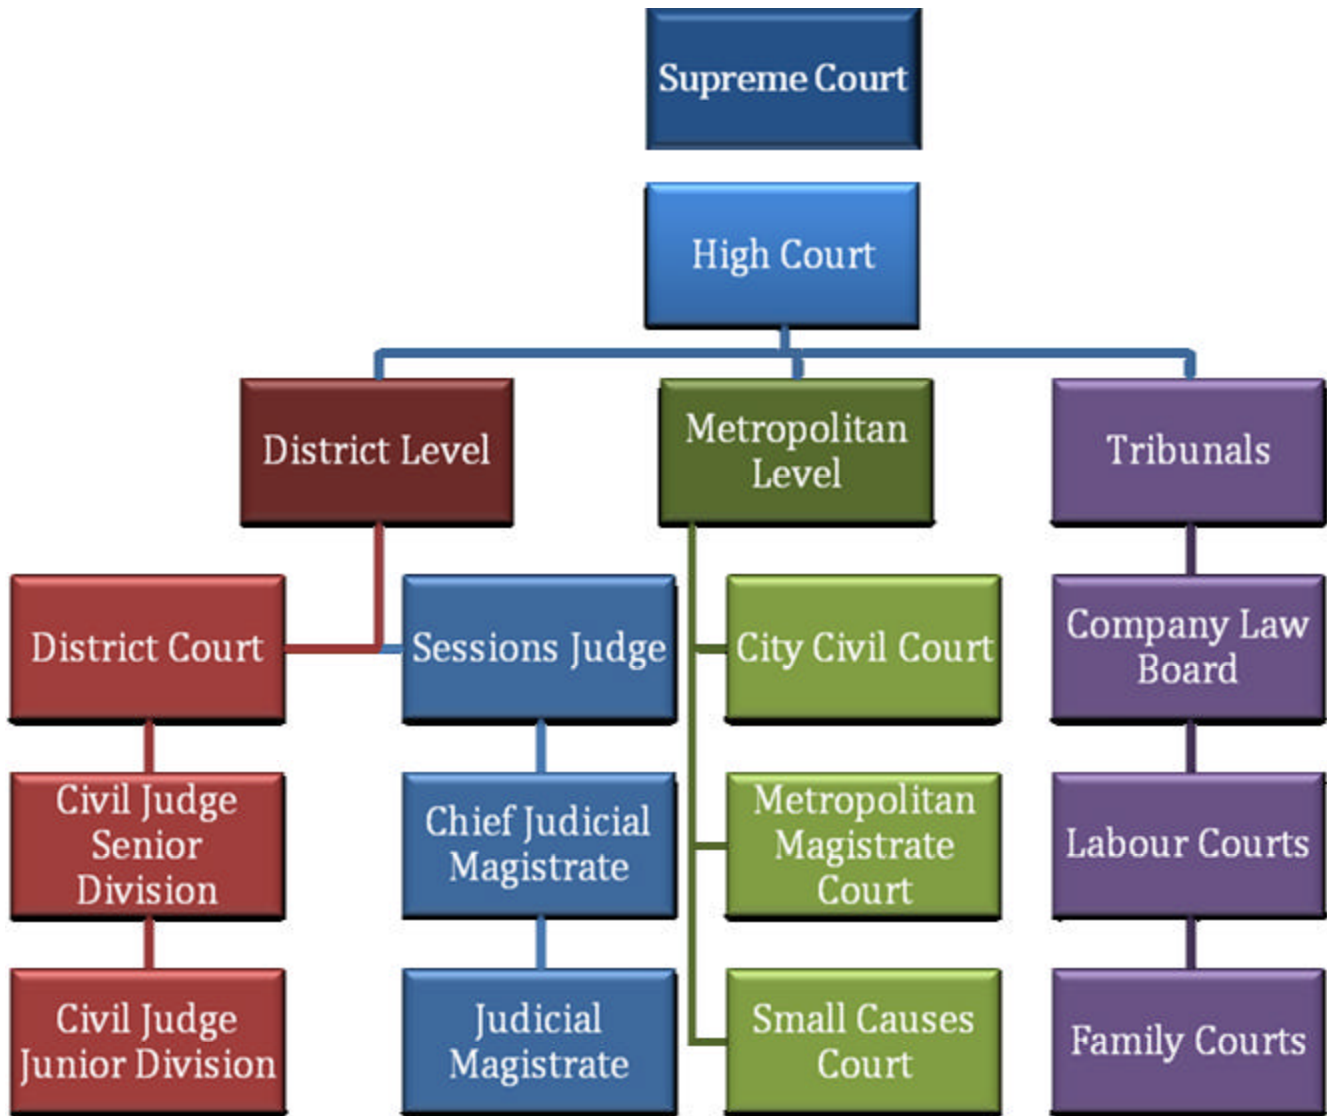 Supreme Court
High Court
District Level
Metropolitan
Level
Tribunals
District Court
Sessions Judge
City Civil Court
Company Law
Board
Civil Judge
Senior
Division
Chief Judicial
Magistrate
Metropolitan
Magistrate
Court
Labour Courts
Civil Judge
Junior Division
Judicial
Magistrate
Small Causes
Court
Family Courts